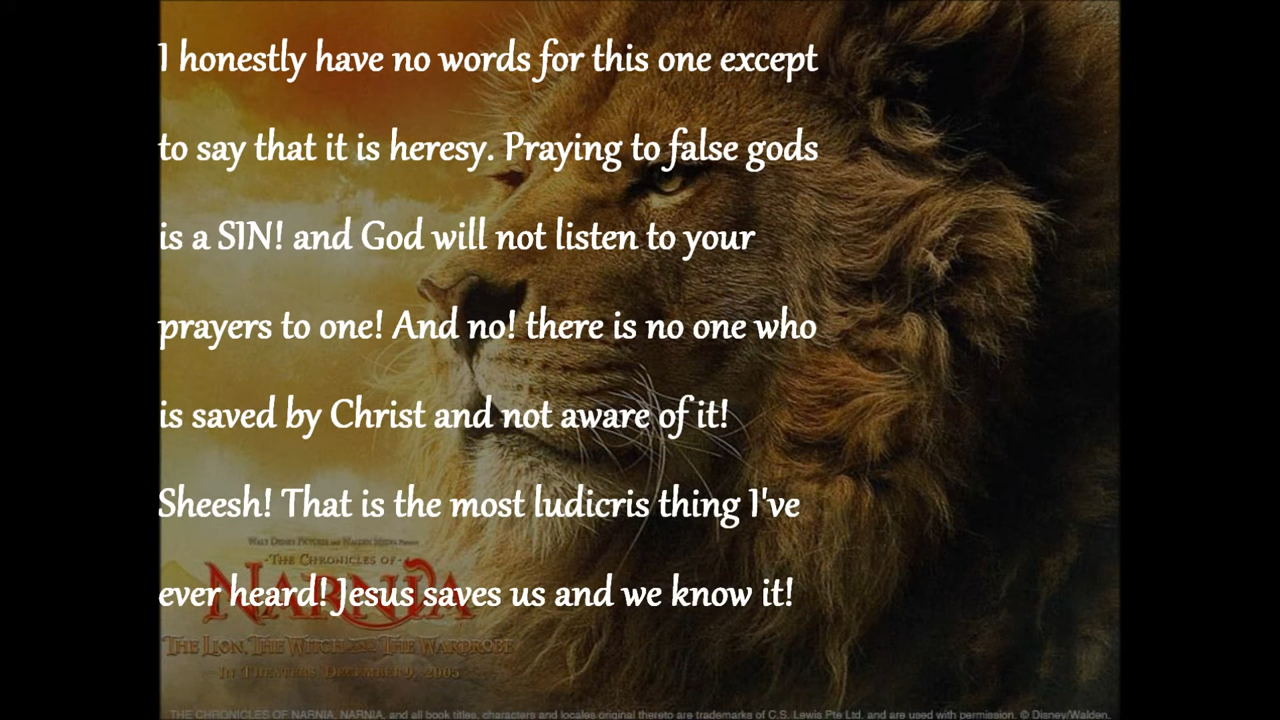 I honestly have no words for this one except
to say that it is heresy. Praying to false gods
is a SIN! and God will not listen to your
prayers to one! And no! there is no one who
is saved by Christ and not aware of it!
Sheesh! That is the most ludicris thing I've
ever heard! Jesus saves us and we know it!
WALT DISNEY PICTURES AND WALDEN MEDIA PRESENT
THE CHRONICLES OF
NARNIA
THE LION, THE WITCH AND THE WARDROBE
IN THEATERS DECEMBER 9, 2005
THE CHRONICLES OF NARNIA, NARNIA, and all book titles, characters and locales original thereto are trademarks of C.S. Lewis Pte Ltd. and are used with permission. © Disney/Walden.